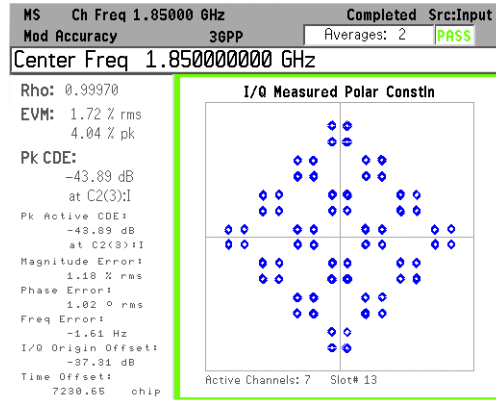 MS Ch Freq 1.85000 GHz Completed Src:Input
Mod Accuracy 3GPP Averages: 2 PASS
Center Freq 1.850000000 GHz
Rho: 0.99970
EVM: 1.72 % rms
4.04 % pk
Pk CDE:
-43.89 dB
at C2(3):I
Pk Active CDE:
-43.89 dB
at C2(3):I
Magnitude Error:
1.18 % rms
Phase Error:
1.02 º rms
Freq Error:
-1.61 Hz
I/Q Origin Offset:
-37.31 dB
Time Offset:
7230.65 chip
I/Q Measured Polar Constln
Active Channels: 7 Slot# 13